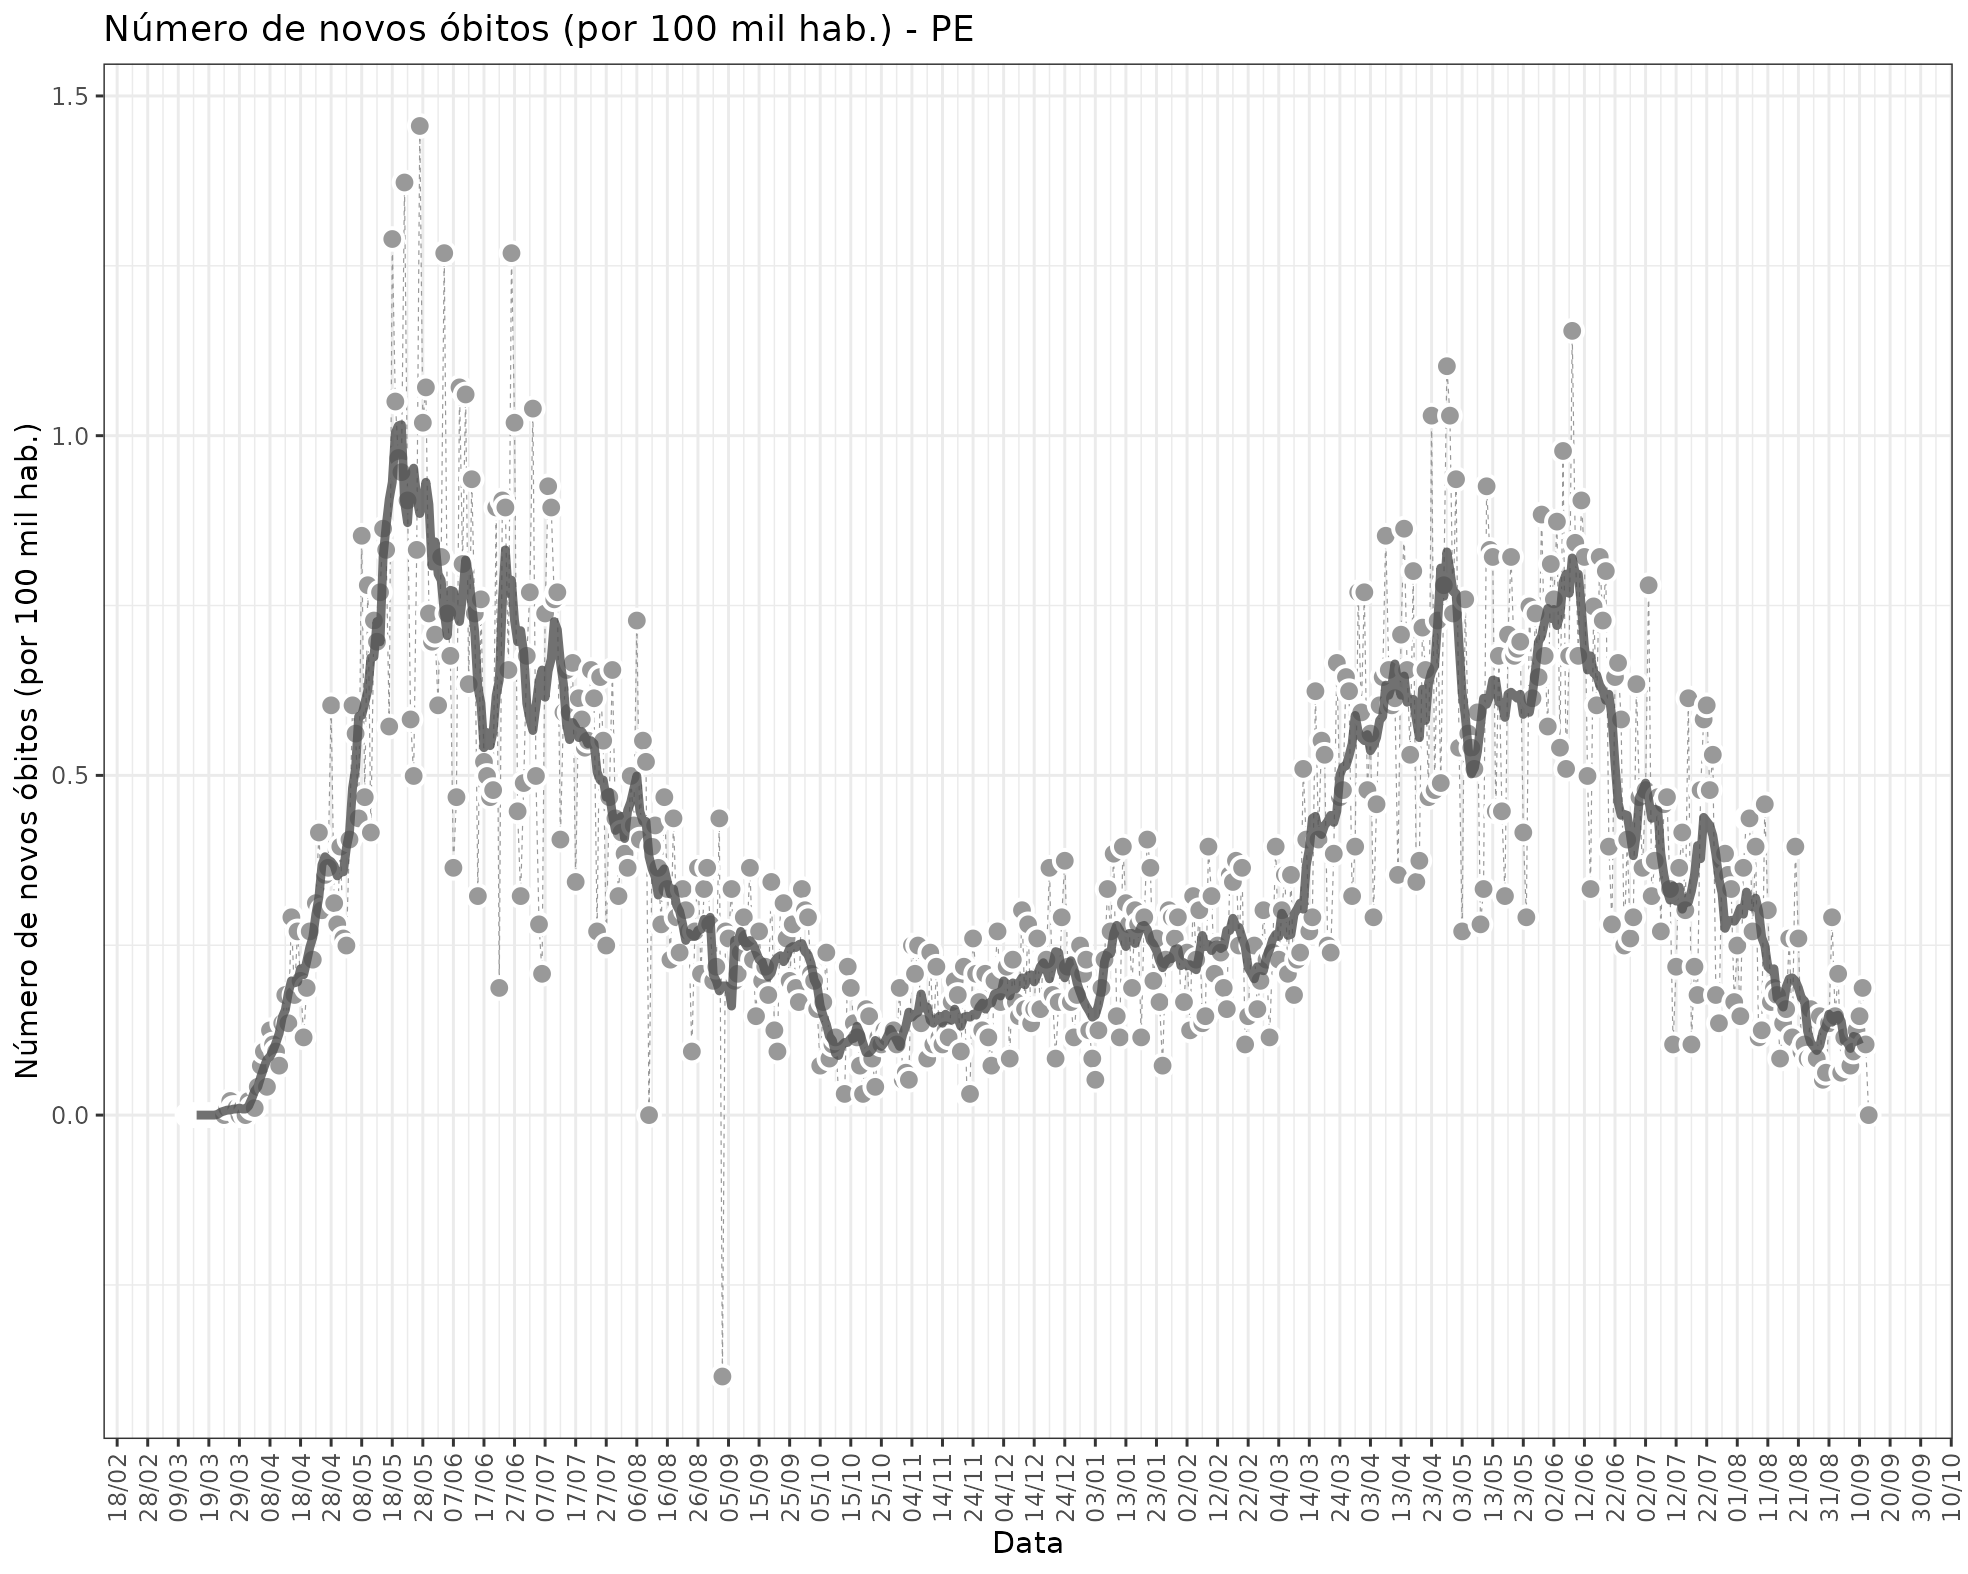 Número de novos óbitos (por 100 mil hab.) - PE
Número de novos óbitos (por 100 mil hab.)
1.5
1.0
0.5
0.0
18/02 28/02 09/03 19/03 29/03 08/04 18/04 28/04 08/05 18/05 28/05 07/06 17/06 27/06 07/07 17/07 27/07 06/08 16/08 26/08 05/09 15/09 25/09 05/10 15/10 25/10 04/11 14/11 24/11 04/12 14/12 24/12 03/01 13/01 23/01 02/02 12/02 22/02 04/03 14/03 24/03 03/04 13/04 23/04 03/05 13/05 23/05 02/06 12/06 22/06 02/07 12/07 22/07 01/08 11/08 21/08 31/08 10/09 20/09 30/09 10/10
Data